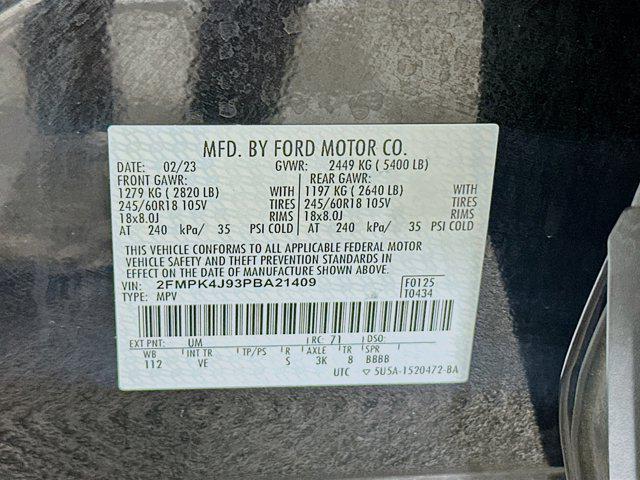 MFD. BY FORD MOTOR CO.
DATE: 02/23 GVWR: 2449 KG ( 5400 LB)
FRONT GAWR: REAR GAWR:
1279 KG ( 2820 LB) WITH 1197 KG ( 2640 LB) WITH
245/60R18 105V TIRES 245/60R18 105V TIRES
18x8.0J RIMS 18x8.0J RIMS
AT 240 kPa/ 35 PSI COLD AT 240 kPa/ 35 PSI COLD
THIS VEHICLE CONFORMS TO ALL APPLICABLE FEDERAL MOTOR
VEHICLE SAFETY AND THEFT PREVENTION STANDARDS IN
EFFECT ON THE DATE OF MANUFACTURE SHOWN ABOVE.
VIN: 2FMPK4J93PBA21409 F0125
TYPE: MPV T0434
EXT PNT: UM RC: 71 DSO:
WB INT TR TP/PS R AXLE TR SPR
112 VE S 3K 8 BBBB
UTC ▽ 5U5A-1520472-BA